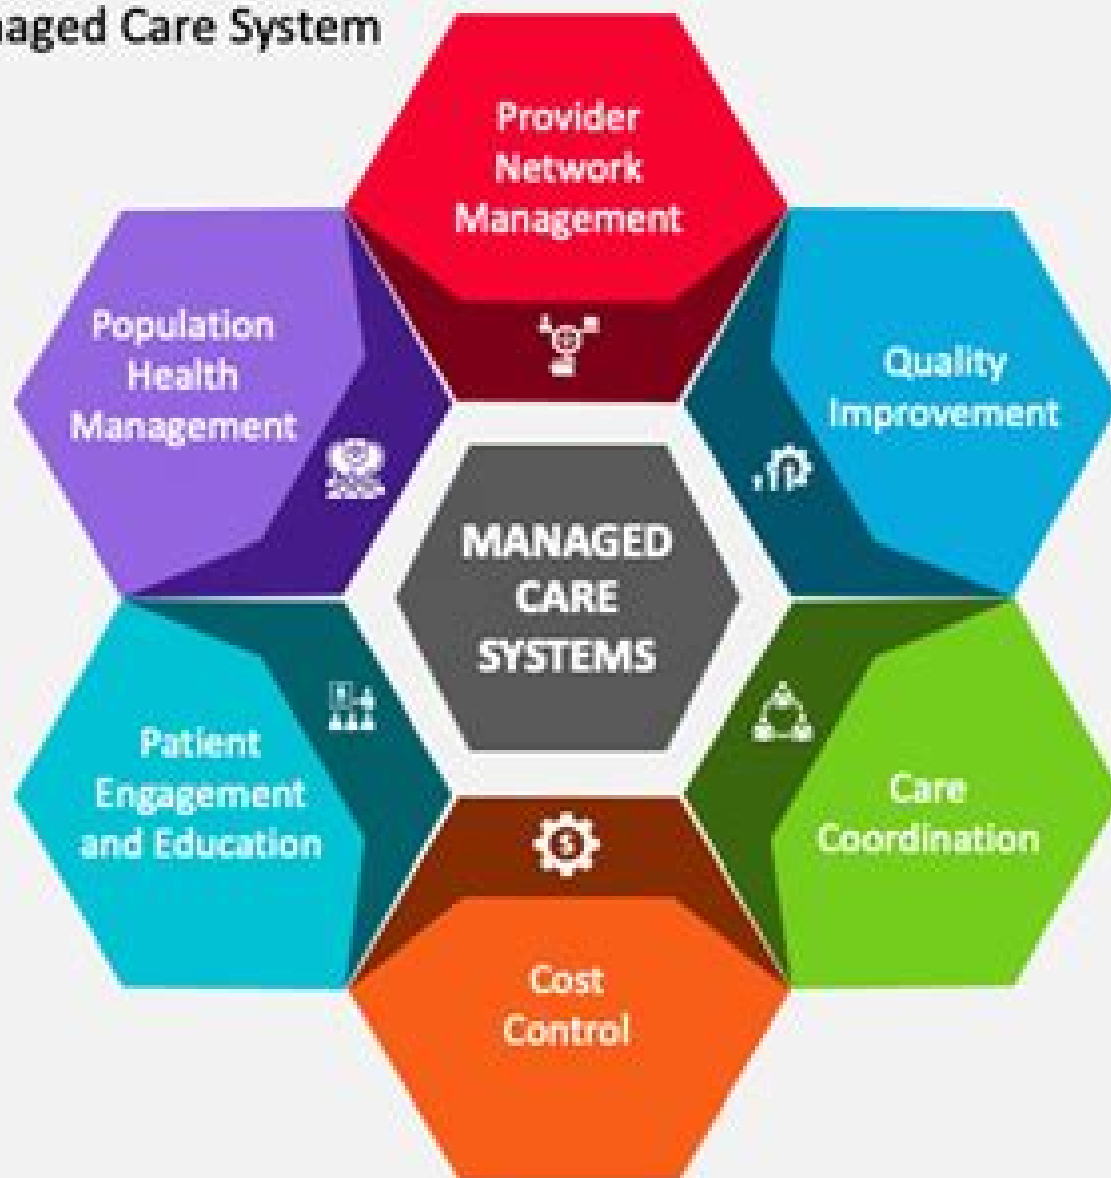 Care System
Provider
Network
Management
Quality
Improvement
Care
Coordination
Cost
Control
Patient
Engagement
and Education
Population
Health
Management
MANAGED
CARE
SYSTEMS